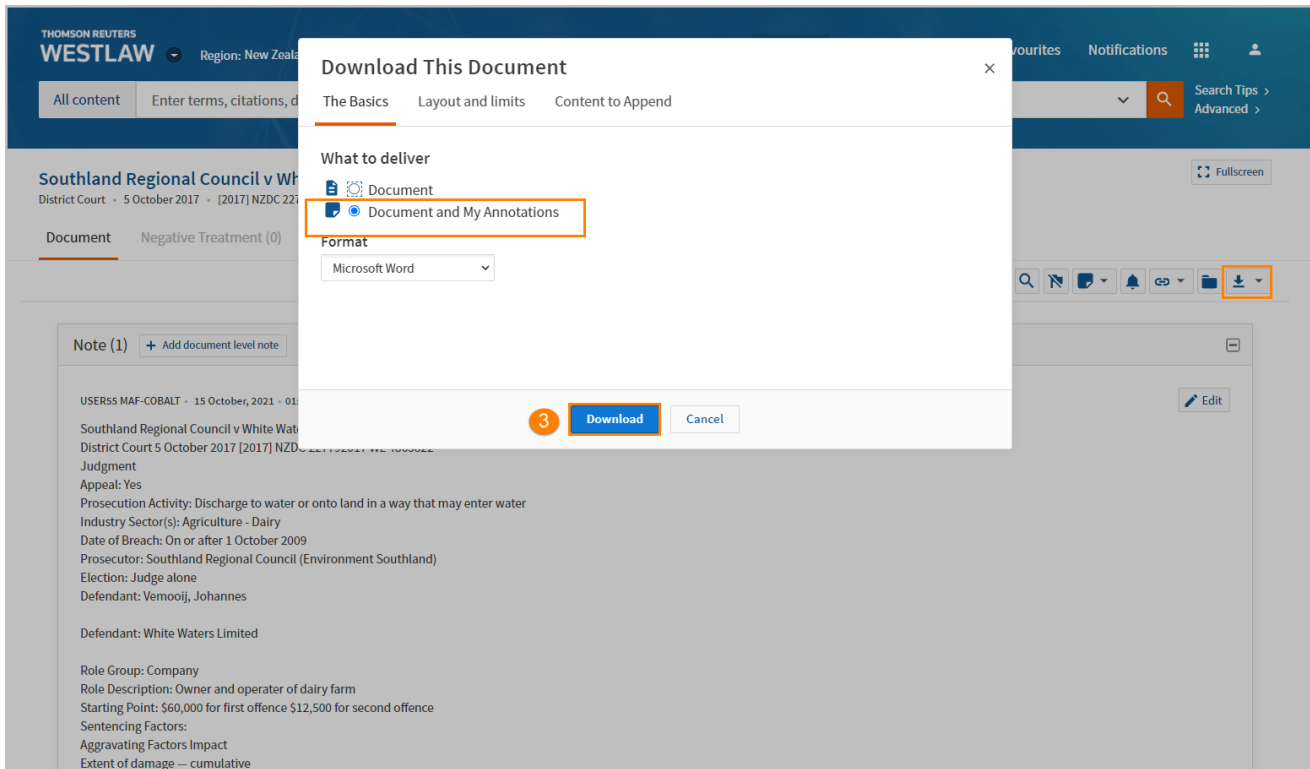 THOMSON REUTERS
WESTLAW Region: New Zeala
vourites Notifications
All content Enter terms, citations, d
Search Tips >
Advanced >
Download This Document ×
The Basics Layout and limits Content to Append
What to deliver
Document
Document and My Annotations
Format
Microsoft Word
3 Download Cancel
Southland Regional Council v Wh
Fullscreen
District Court • 5 October 2017 • [2017] NZDC 227
Document Negative Treatment (0)
Note (1) + Add document level note
USER55 MAF-COBALT • 15 October, 2021 • 01:
Edit
Southland Regional Council v White Wate
District Court 5 October 2017 [2017] NZDC
Judgment
Appeal: Yes
Prosecution Activity: Discharge to water or onto land in a way that may enter water
Industry Sector(s): Agriculture - Dairy
Date of Breach: On or after 1 October 2009
Prosecutor: Southland Regional Council (Environment Southland)
Election: Judge alone
Defendant: Vemooij, Johannes
Defendant: White Waters Limited
Role Group: Company
Role Description: Owner and operater of dairy farm
Starting Point: $60,000 for first offence $12,500 for second offence
Sentencing Factors:
Aggravating Factors Impact
Extent of damage — cumulative